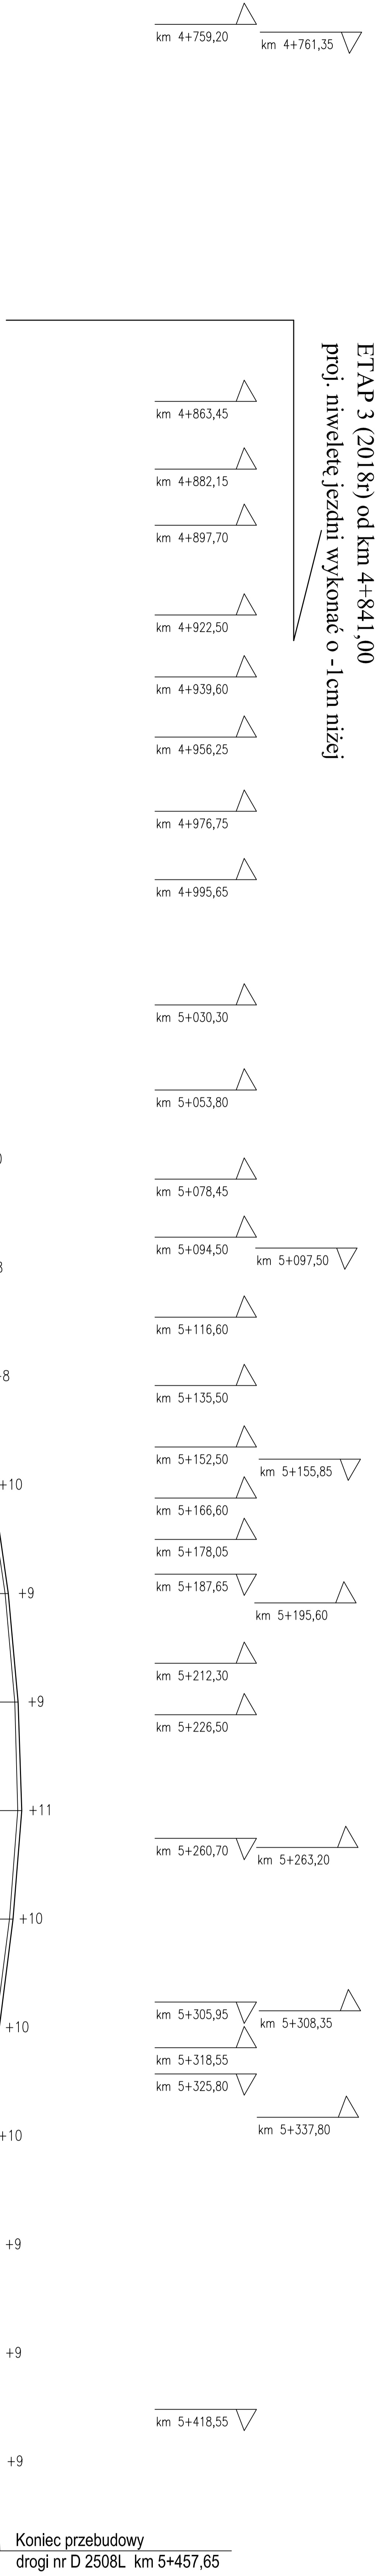 km 4+759,20
km 4+761,35
ETAP 3 (2018r) od km 4+841,00
proj. niweletę jezdni wykonać o -1cm niżej
km 4+863,45
km 4+882,15
km 4+897,70
km 4+922,50
km 4+939,60
km 4+956,25
km 4+976,75
km 4+995,65
km 5+030,30
km 5+053,80
km 5+078,45
km 5+094,50
km 5+097,50
km 5+116,60
km 5+135,50
+8
km 5+152,50
km 5+155,85
+10
km 5+166,60
km 5+178,05
km 5+187,65
+9
km 5+195,60
km 5+212,30
+9
km 5+226,50
+11
km 5+260,70
km 5+263,20
+10
km 5+305,95
km 5+308,35
+10
km 5+318,55
km 5+325,80
km 5+337,80
+10
+9
+9
km 5+418,55
+9
Koniec przebudowy
drogi nr D 2508L km 5+457,65